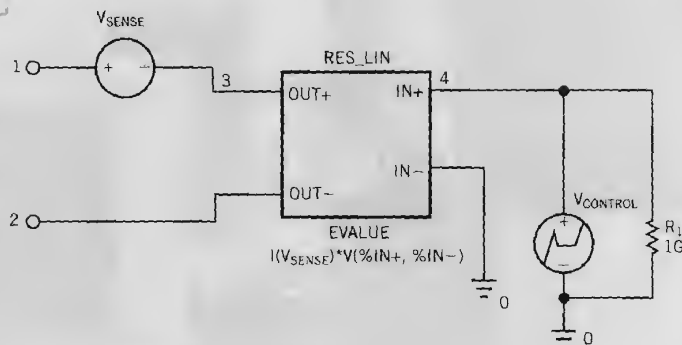 V_SENSE
1
+ −
3
RES_LIN
4
OUT+
IN+
IN−
OUT−
2
EVALUE
I(V_SENSE)*V(%IN+, %IN−)
0
+
−
V_CONTROL
R1
1G
0